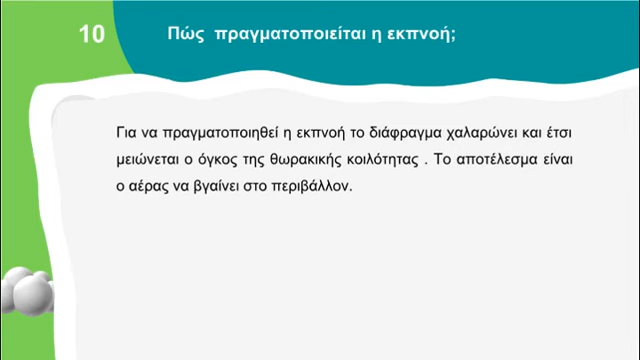 10
Πώς πραγματοποιείται η εκπνοή;
Για να πραγματοποιηθεί η εκπνοή το διάφραγμα χαλαρώνει και έτσι
μειώνεται ο όγκος της θωρακικής κοιλότητας . Το αποτέλεσμα είναι
ο αέρας να βγαίνει στο περιβάλλον.